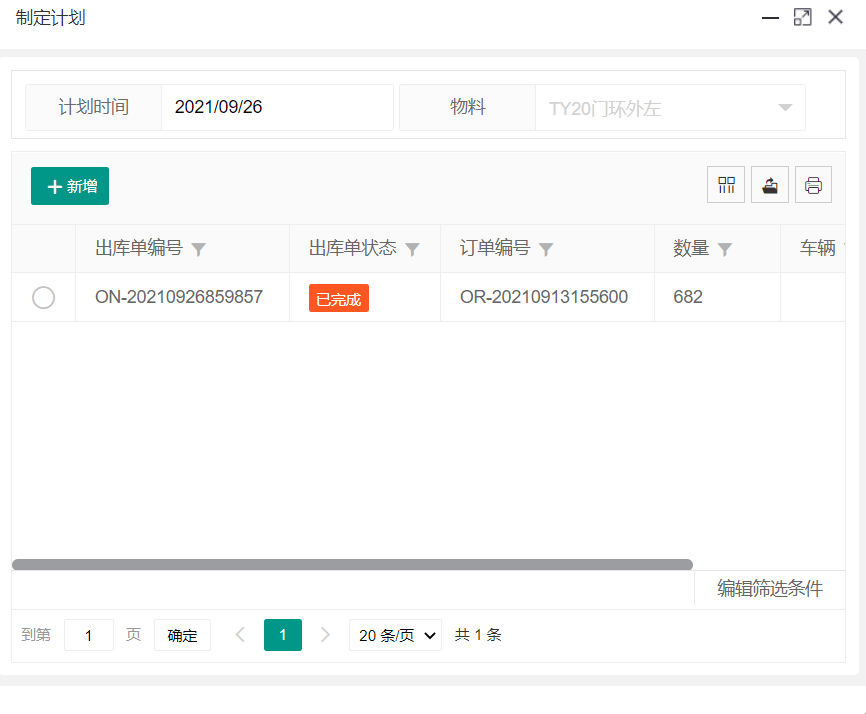 制定计划
计划时间 2021/09/26 物料 TY20门环外左
新增
出库单编号 出库单状态 订单编号 数量 车辆
ON-20210926859857 已完成 OR-20210913155600 682
编辑筛选条件
到第 1 页 确定 1 20 条/页 共 1 条